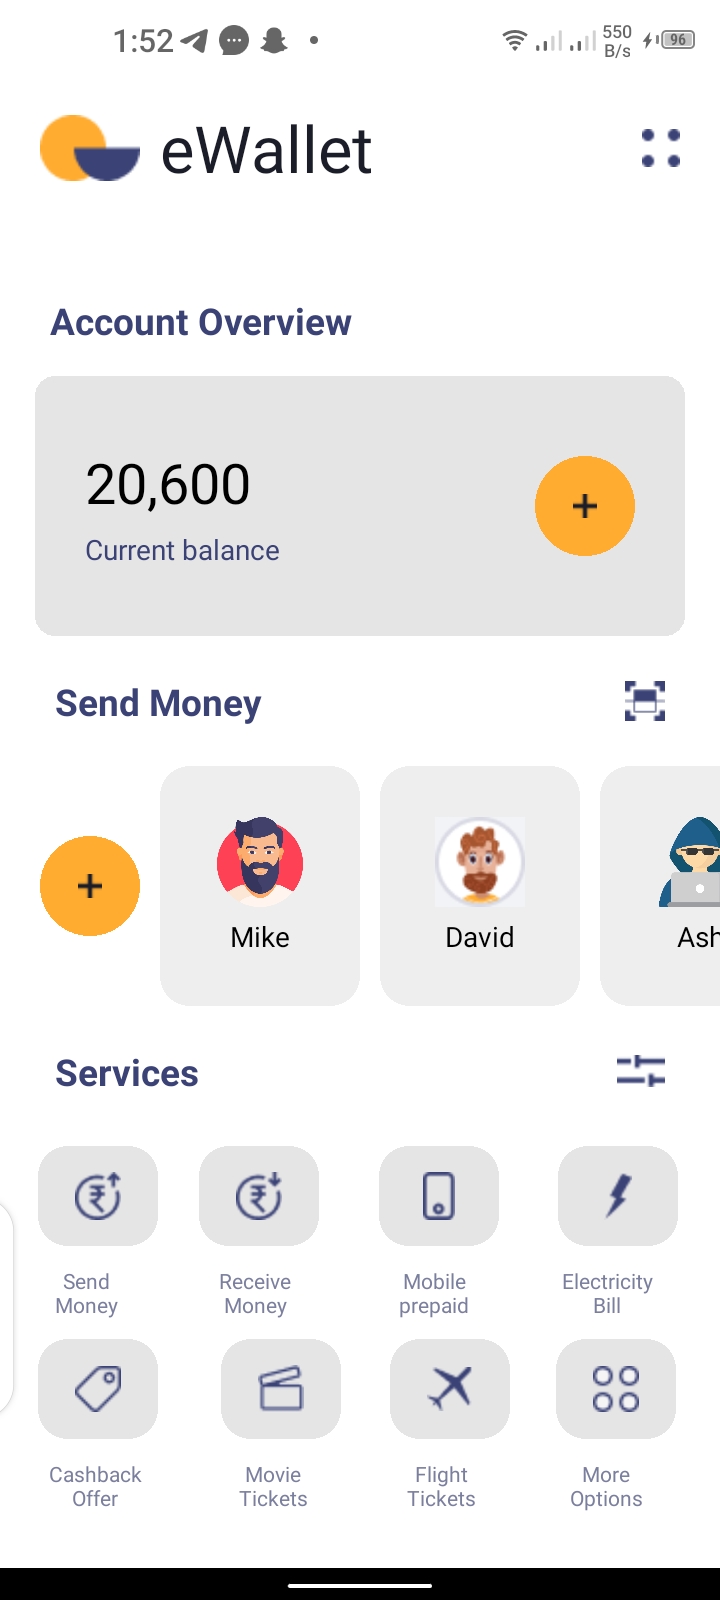 1:52
550
B/s
96
eWallet
Account Overview
20,600
Current balance
Send Money
Mike
David
Ash
Services
Send
Money
Receive
Money
Mobile
prepaid
Electricity
Bill
Cashback
Offer
Movie
Tickets
Flight
Tickets
More
Options